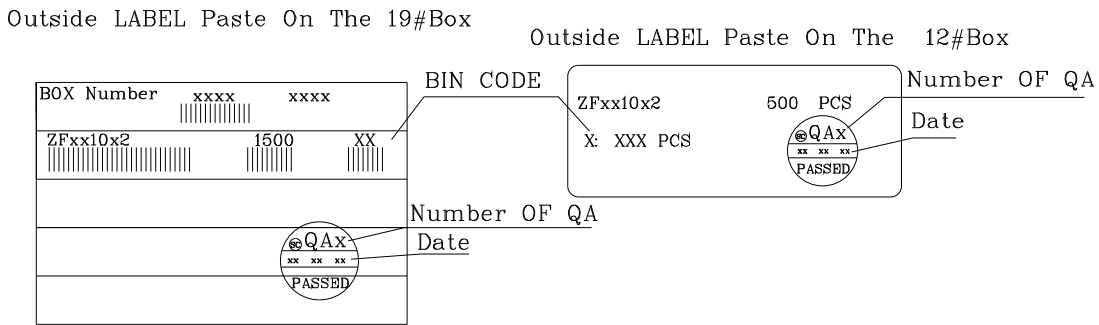 Outside LABEL Paste On The 19#Box
BOX Number xxxx xxxx
ZFxx10x2 1500 XX
SC QAx
xx xx xx
PASSED
BIN CODE
Number OF QA
Date
Outside LABEL Paste On The 12#Box
ZFxx10x2 500 PCS
X: XXX PCS
SC QAx
xx xx xx
PASSED
Number OF QA
Date